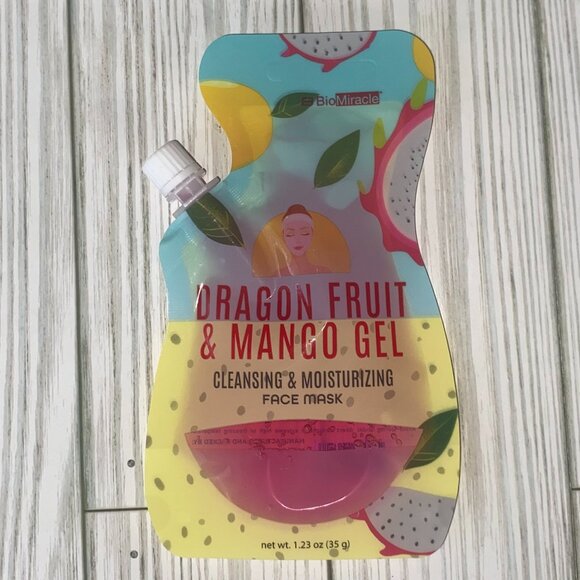 BioMiracle
DRAGON FRUIT
& MANGO GEL
CLEANSING & MOISTURIZING
FACE MASK
net wt. 1.23 oz (35 g)